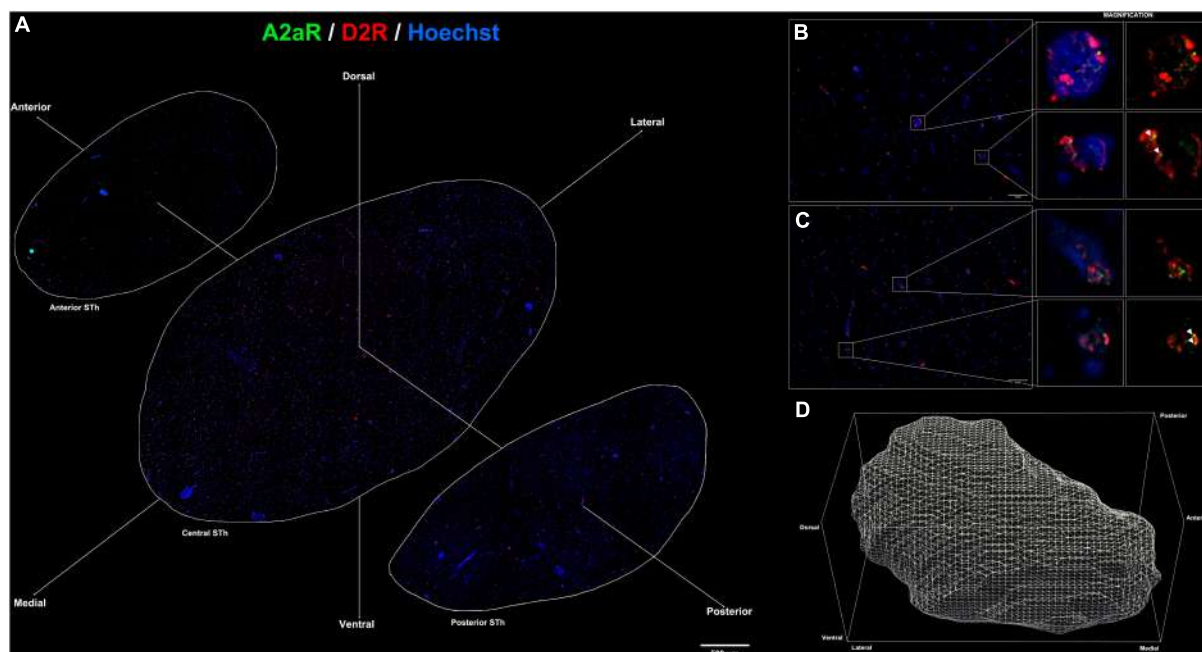 A
A2aR / D2R / Hoechst
Dorsal
Anterior
Lateral
Anterior STh
Central STh
Medial
Ventral
Posterior STh
Posterior
MAGNIFICATION
B
C
D
Posterior
Dorsal
Ventral
Lateral
Medial